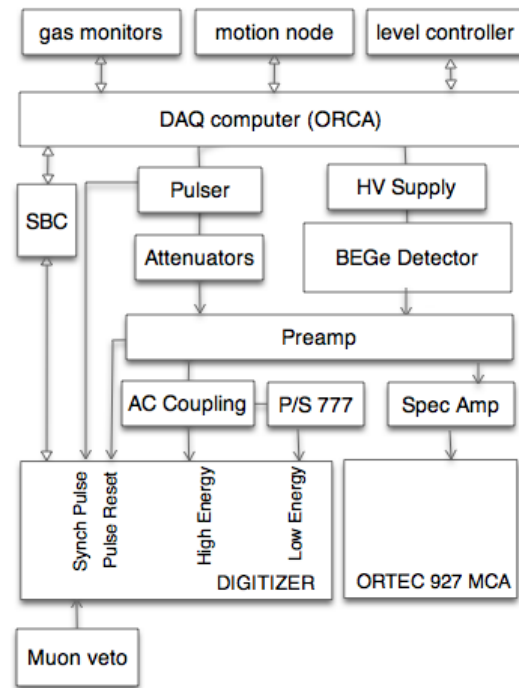 gas monitors
motion node
level controller
DAQ computer (ORCA)
Pulser
HV Supply
SBC
Attenuators
BEGe Detector
Preamp
AC Coupling
P/S 777
Spec Amp
Synch Pulse
Pulse Reset
High Energy
Low Energy
DIGITIZER
ORTEC 927 MCA
Muon veto